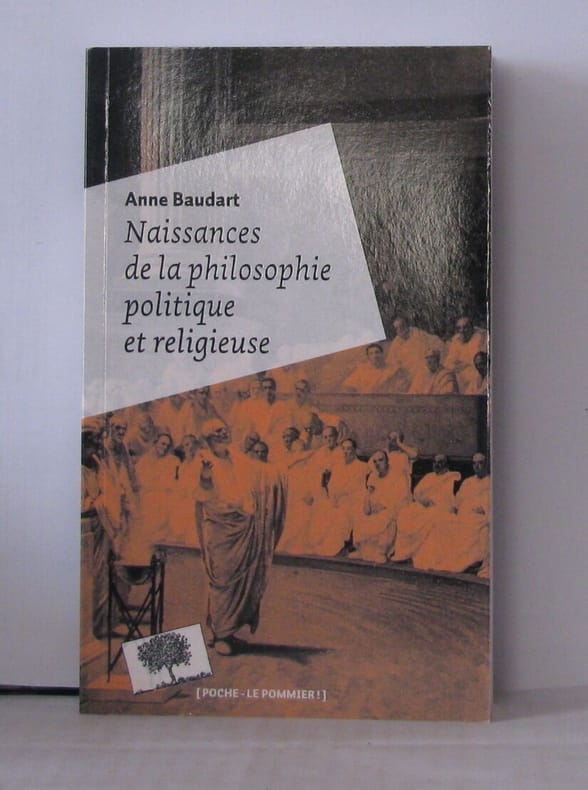 Anne Baudart
Naissances
de la philosophie
politique
et religieuse
[ POCHE - LE POMMIER ! ]